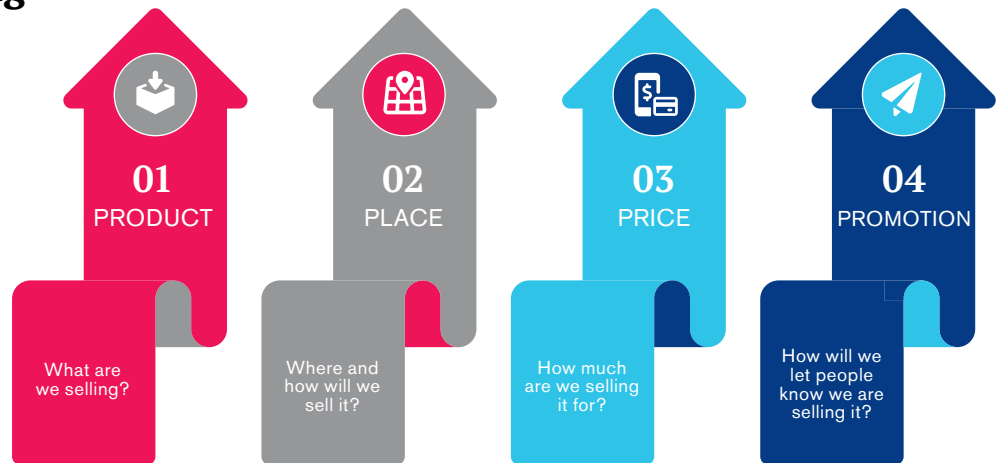 01
PRODUCT
What are
we selling?
02
PLACE
Where and
how will we
sell it?
03
PRICE
How much
are we selling
it for?
04
PROMOTION
How will we
let people
know we are
selling it?